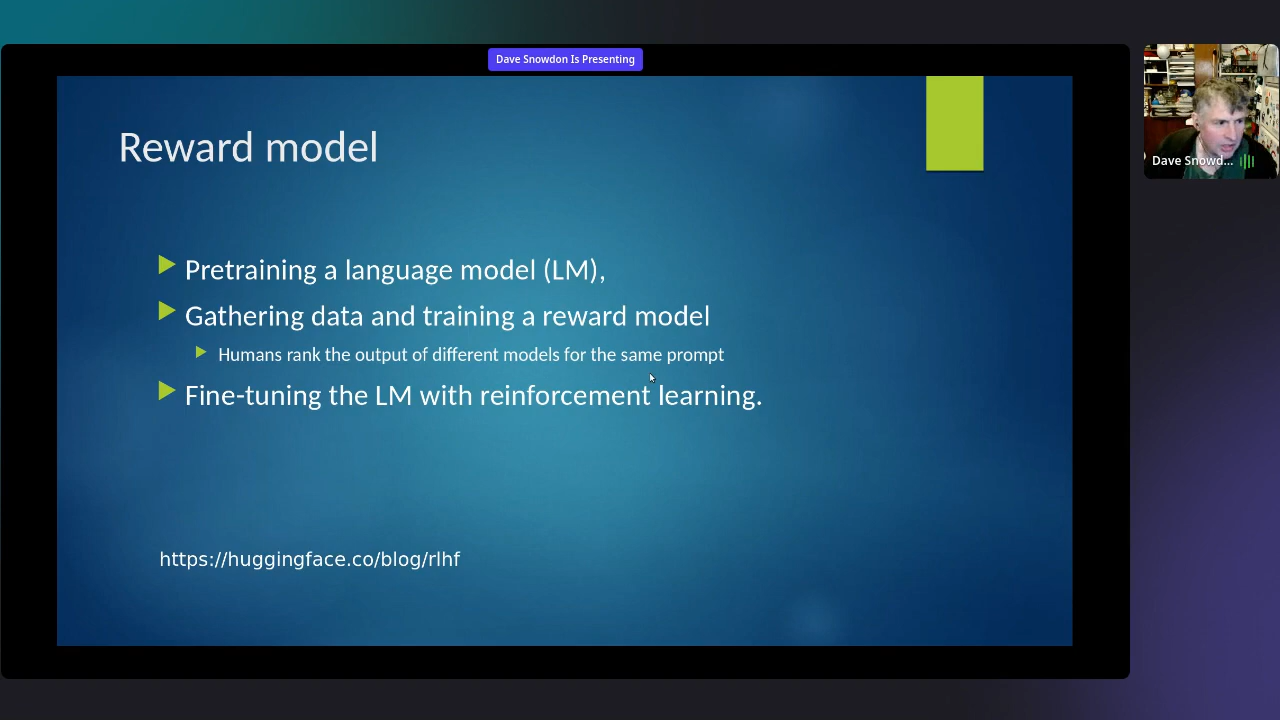 Dave Snowdon Is Presenting
Reward model
Pretraining a language model (LM),
Gathering data and training a reward model
Humans rank the output of different models for the same prompt
Fine-tuning the LM with reinforcement learning.
https://huggingface.co/blog/rlhf
Dave Snowd...